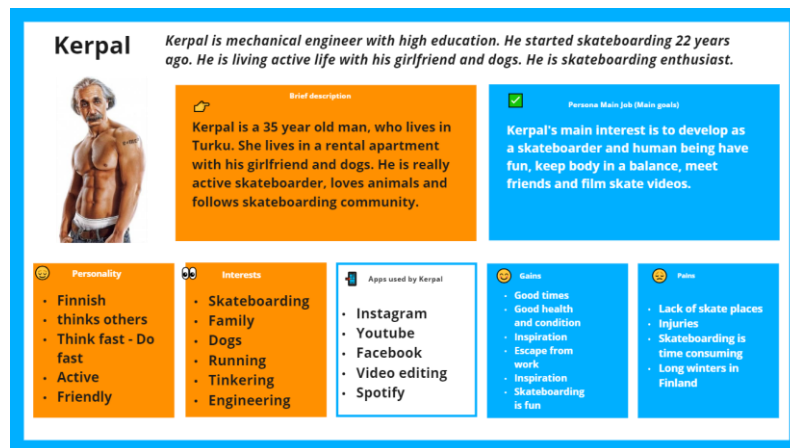 Kerpal
Kerpal is mechanical engineer with high education. He started skateboarding 22 years
ago. He is living active life with his girlfriend and dogs. He is skateboarding enthusiast.
Brief description
Kerpal is a 35 year old man, who lives in
Turku. She lives in a rental apartment
with his girlfriend and dogs. He is really
active skateboarder, loves animals and
follows skateboarding community.
Persona Main Job (Main goals)
Kerpal's main interest is to develop as
a skateboarder and human being have
fun, keep body in a balance, meet
friends and film skate videos.
Personality
• Finnish
• thinks others
• Think fast - Do
fast
• Active
• Friendly
Interests
• Skateboarding
• Family
• Dogs
• Running
• Tinkering
• Engineering
Apps used by Kerpal
• Instagram
• Youtube
• Facebook
• Video editing
• Spotify
Gains
• Good times
• Good health
and condition
• Inspiration
• Escape from
work
• Inspiration
• Skateboarding
is fun
Pains
• Lack of skate places
• Injuries
• Skateboarding is
time consuming
• Long winters in
Finland